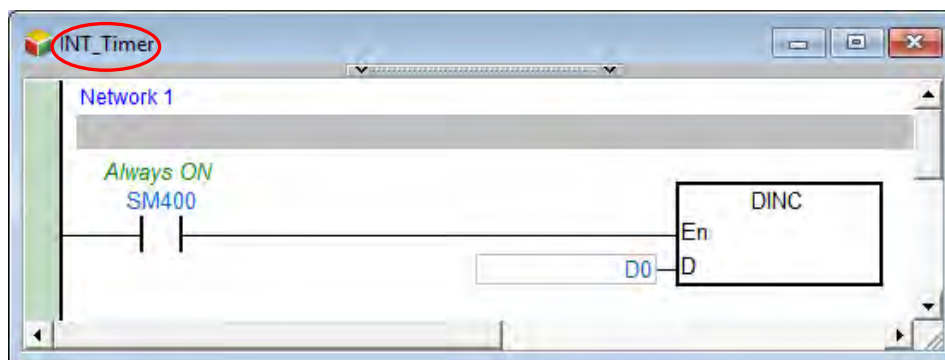 INT_Timer
Network 1
Always ON
SM400
DINC
En
D0
D